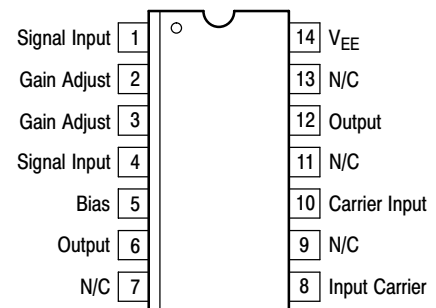 Signal Input 1
Gain Adjust 2
Gain Adjust 3
Signal Input 4
Bias 5
Output 6
N/C 7
14 VEE
13 N/C
12 Output
11 N/C
10 Carrier Input
9 N/C
8 Input Carrier